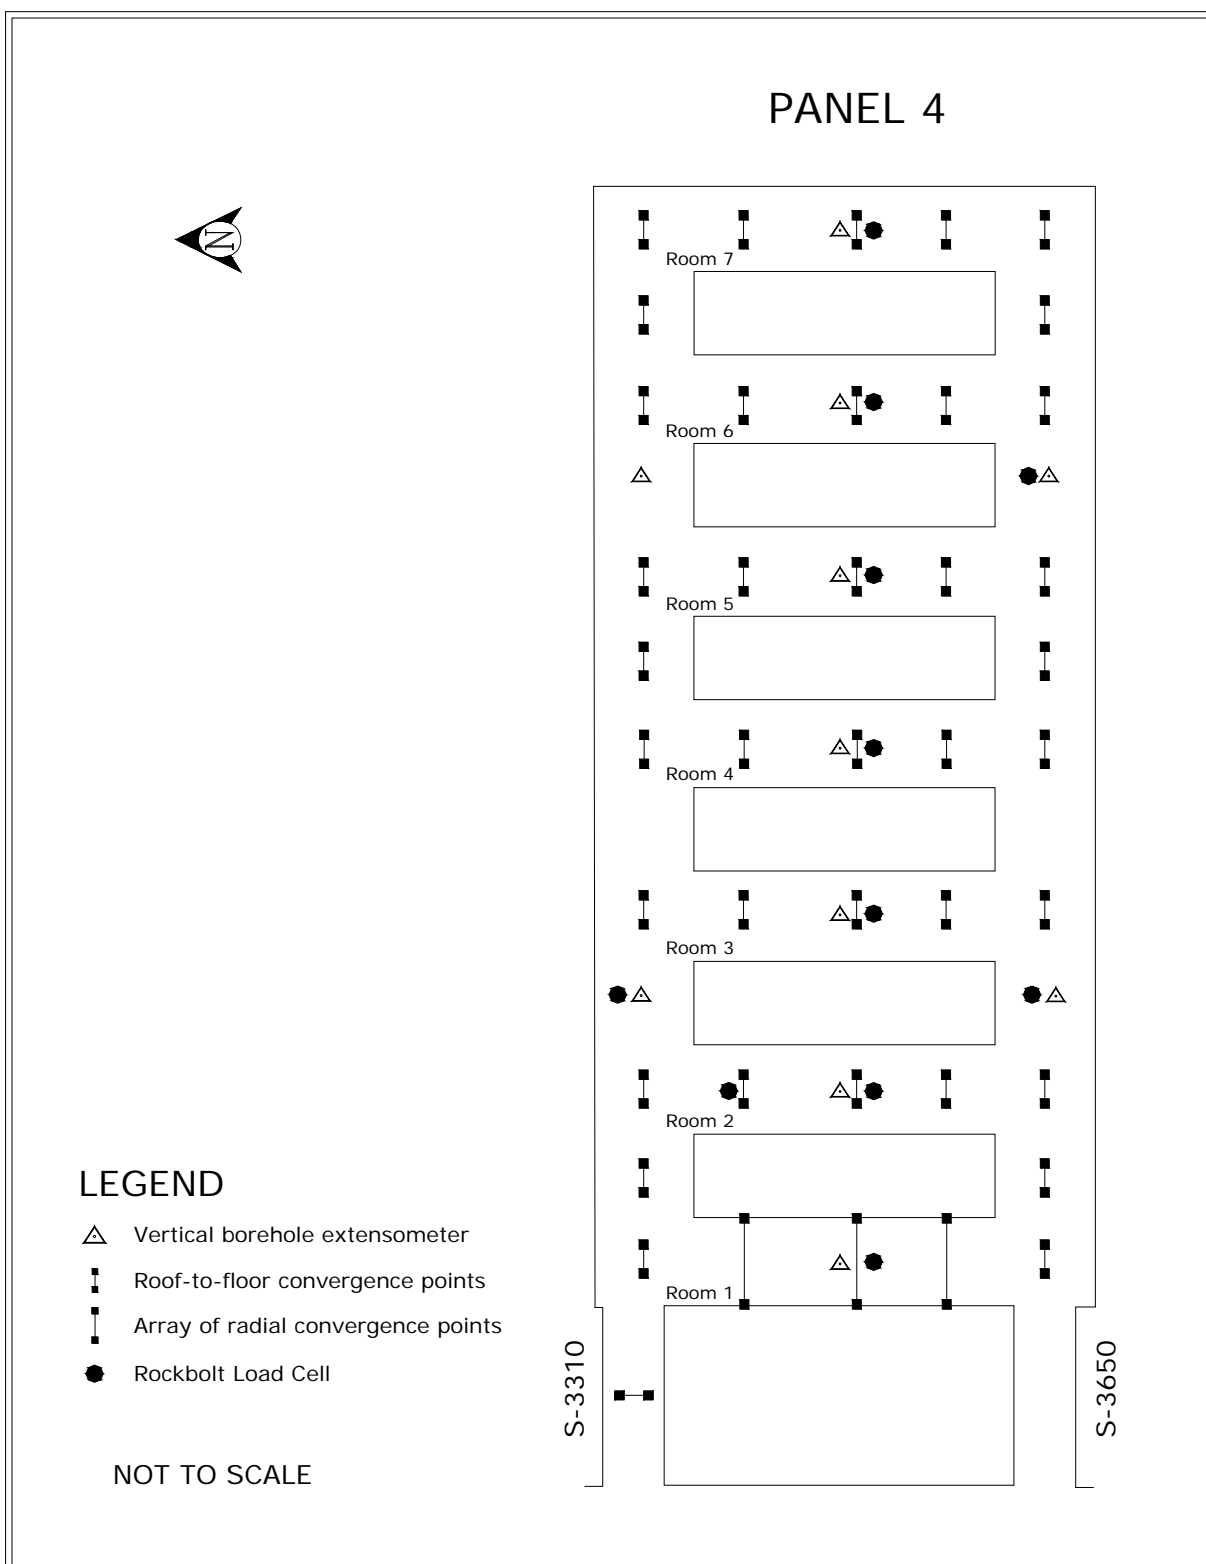 PANEL 4
N
Room 7
Room 6
Room 5
Room 4
Room 3
Room 2
Room 1
LEGEND
Vertical borehole extensometer
Roof-to-floor convergence points
Array of radial convergence points
Rockbolt Load Cell
NOT TO SCALE
S-3310
S-3650